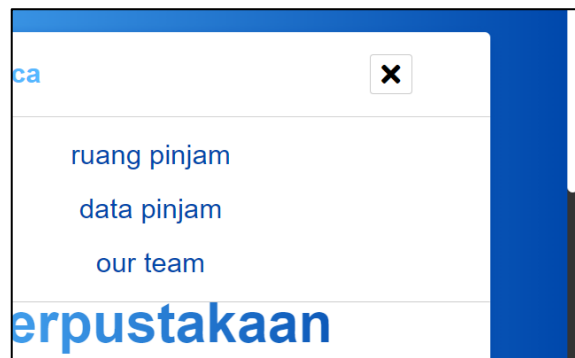 ca
ruang pinjam
data pinjam
our team
erpustakaan